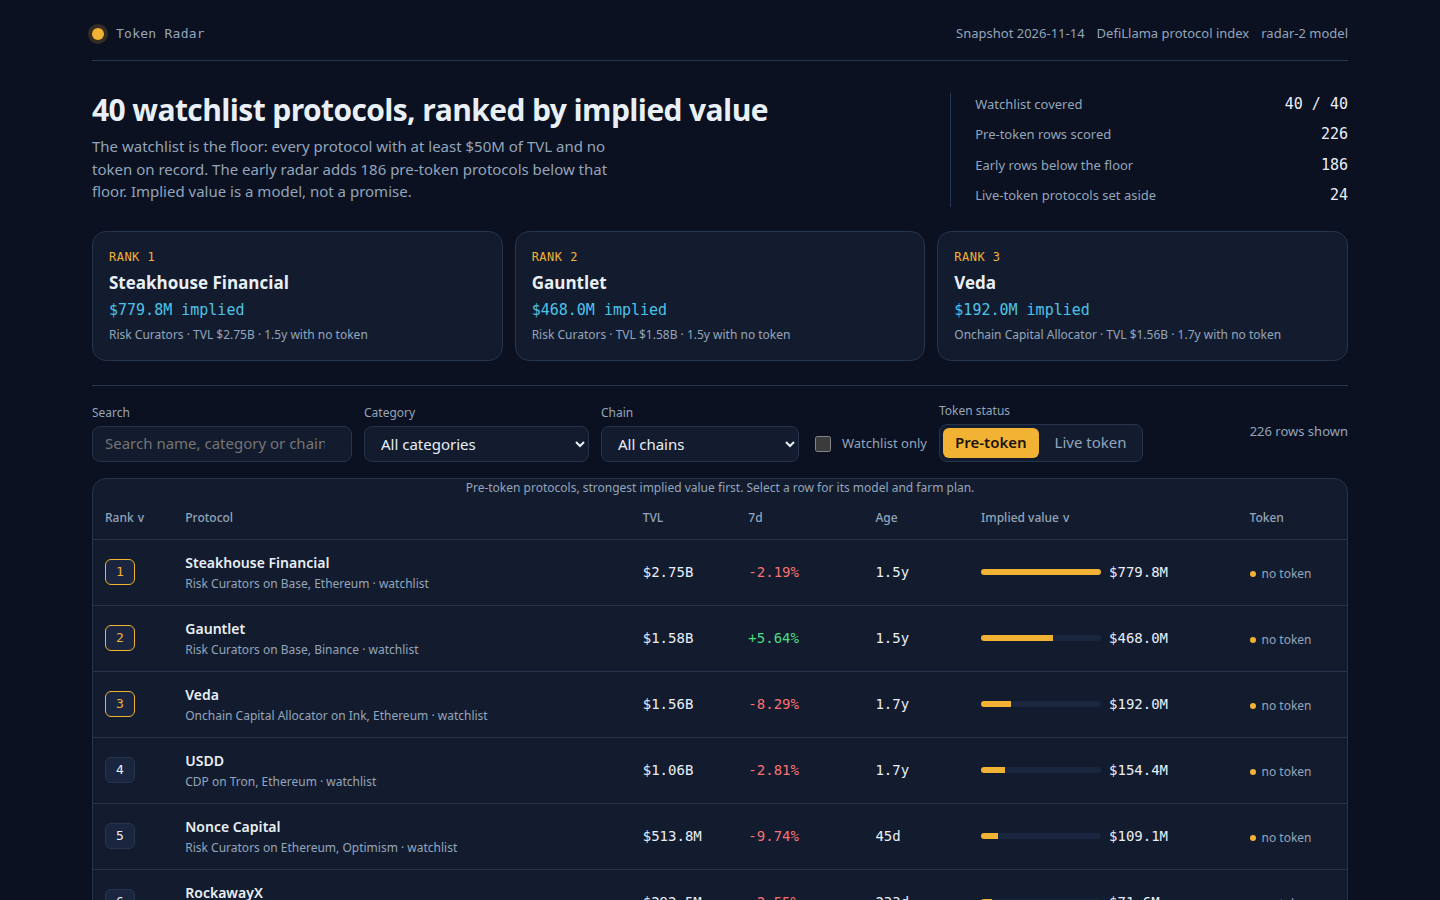 Token Radar
Snapshot 2026-11-14 DefiLlama protocol index radar-2 model
40 watchlist protocols, ranked by implied value
The watchlist is the floor: every protocol with at least $50M of TVL and no
token on record. The early radar adds 186 pre-token protocols below that
floor. Implied value is a model, not a promise.
Watchlist covered 40 / 40
Pre-token rows scored 226
Early rows below the floor 186
Live-token protocols set aside 24
RANK 1
Steakhouse Financial
$779.8M implied
Risk Curators · TVL $2.75B · 1.5y with no token
RANK 2
Gauntlet
$468.0M implied
Risk Curators · TVL $1.58B · 1.5y with no token
RANK 3
Veda
$192.0M implied
Onchain Capital Allocator · TVL $1.56B · 1.7y with no token
Search
Search name, category or chain
Category
All categories
Chain
All chains
Watchlist only
Token status
Pre-token Live token
226 rows shown
Pre-token protocols, strongest implied value first. Select a row for its model and farm plan.
Rank v Protocol TVL 7d Age Implied value v Token
1 Steakhouse Financial $2.75B -2.19% 1.5y $779.8M no token
Risk Curators on Base, Ethereum · watchlist
2 Gauntlet $1.58B +5.64% 1.5y $468.0M no token
Risk Curators on Base, Binance · watchlist
3 Veda $1.56B -8.29% 1.7y $192.0M no token
Onchain Capital Allocator on Ink, Ethereum · watchlist
4 USDD $1.06B -2.81% 1.7y $154.4M no token
CDP on Tron, Ethereum · watchlist
5 Nonce Capital $513.8M -9.74% 45d $109.1M no token
Risk Curators on Ethereum, Optimism · watchlist
RockawayX